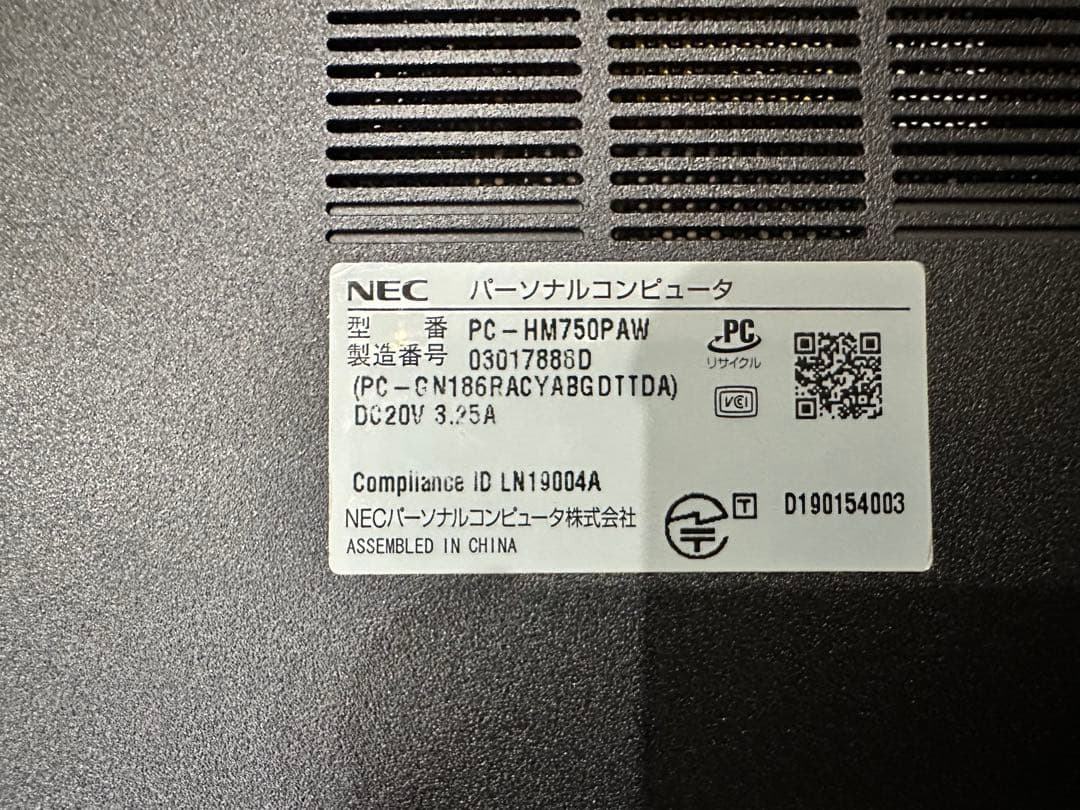 NEC パーソナルコンピュータ
型 番 PC-HM750PAW
製造番号 03017888D
(PC-GN186RACYABGDTTDA)
DC20V 3.25A
PC
リサイクル
VCCI
Compliance ID LN19004A
NECパーソナルコンピュータ株式会社
ASSEMBLED IN CHINA
T D190154003